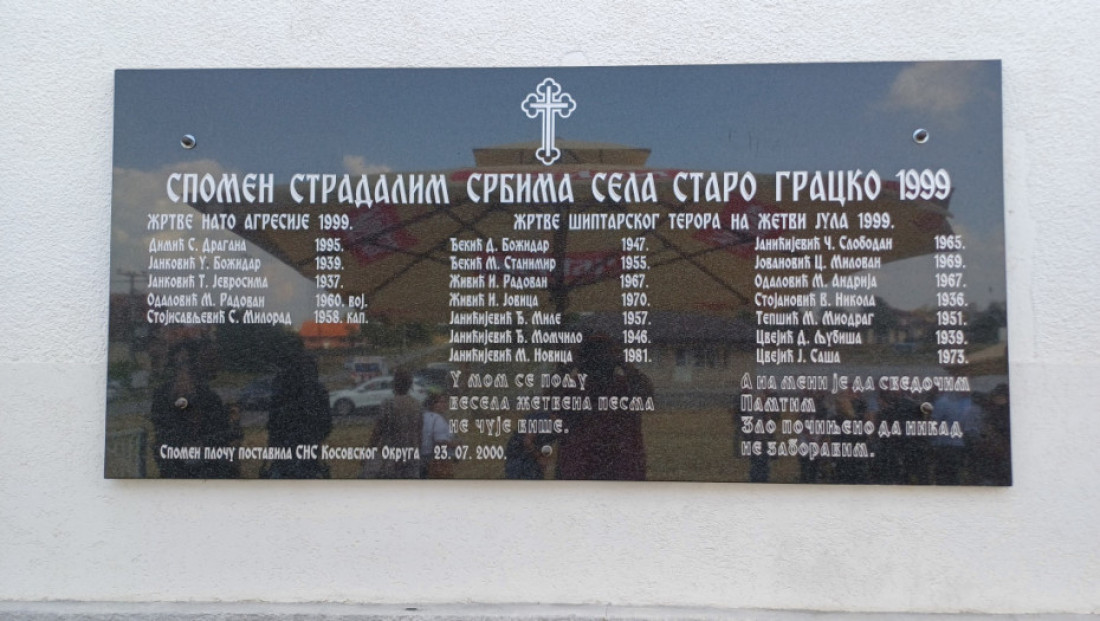 СПОМЕН СТРАДАЛИМ СРБИМА СЕЛА СТАРО ГРАЦКО 1999
ЖРТВЕ НАТО АГРЕСИЈЕ 1999.
Димић С. Драгана 1995.
Јанковић У. Божидар 1939.
Јанковић Т. Јевросима 1937.
Одаловић М. Радован 1960. вој.
Стојисављевић С. Милорад 1958. кап.
ЖРТВЕ ШИПТАРСКОГ ТЕРОРА НА ЖЕТВИ ЈУЛА 1999.
Ђекић Д. Божидар 1947.
Ђекић М. Станимир 1955.
Живић И. Радован 1967.
Живић И. Јовица 1970.
Јанићијевић Ђ. Миле 1957.
Јанићијевић Ђ. Момчило 1946.
Јанићијевић М. Новица 1981.
Јанићијевић Ч. Слободан 1965.
Јовановић Ц. Милован 1969.
Одаловић М. Андрија 1967.
Стојановић В. Никола 1936.
Тепшић М. Миодраг 1951.
Цвејић Д. Љубиша 1939.
Цвејић Ј. Саша 1973.
У МОМ СЕ ПОЉУ
ВЕСЕЛА ЖЕТВЕНА ПЕСМА
НЕ ЧУЈЕ ВИШЕ.
А НА МЕНИ ЈЕ ДА СВЕДОЧИМ
ПАМТИМ
ЗЛО ПОЧИЊЕНО ДА НИКАД
НЕ ЗАБОРАВИМ.
Спомен плочу поставила СНС Косовског Округа 23. 07. 2000.